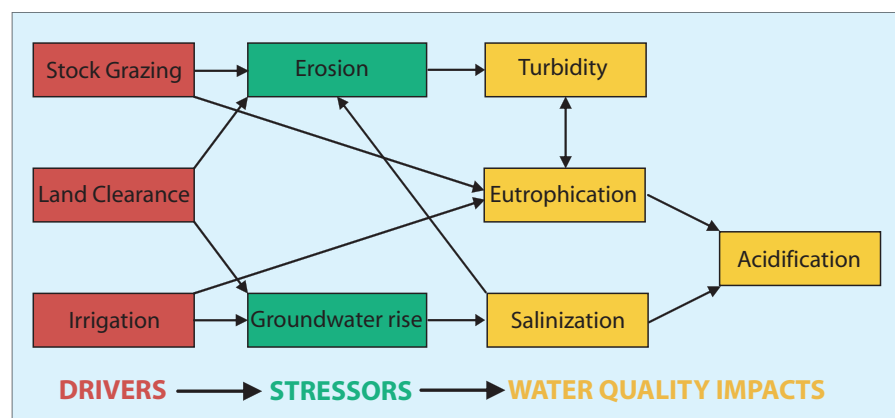 Stock Grazing
Erosion
Turbidity
Land Clearance
Eutrophication
Acidification
Irrigation
Groundwater rise
Salinization
DRIVERS
STRESSORS
WATER QUALITY IMPACTS